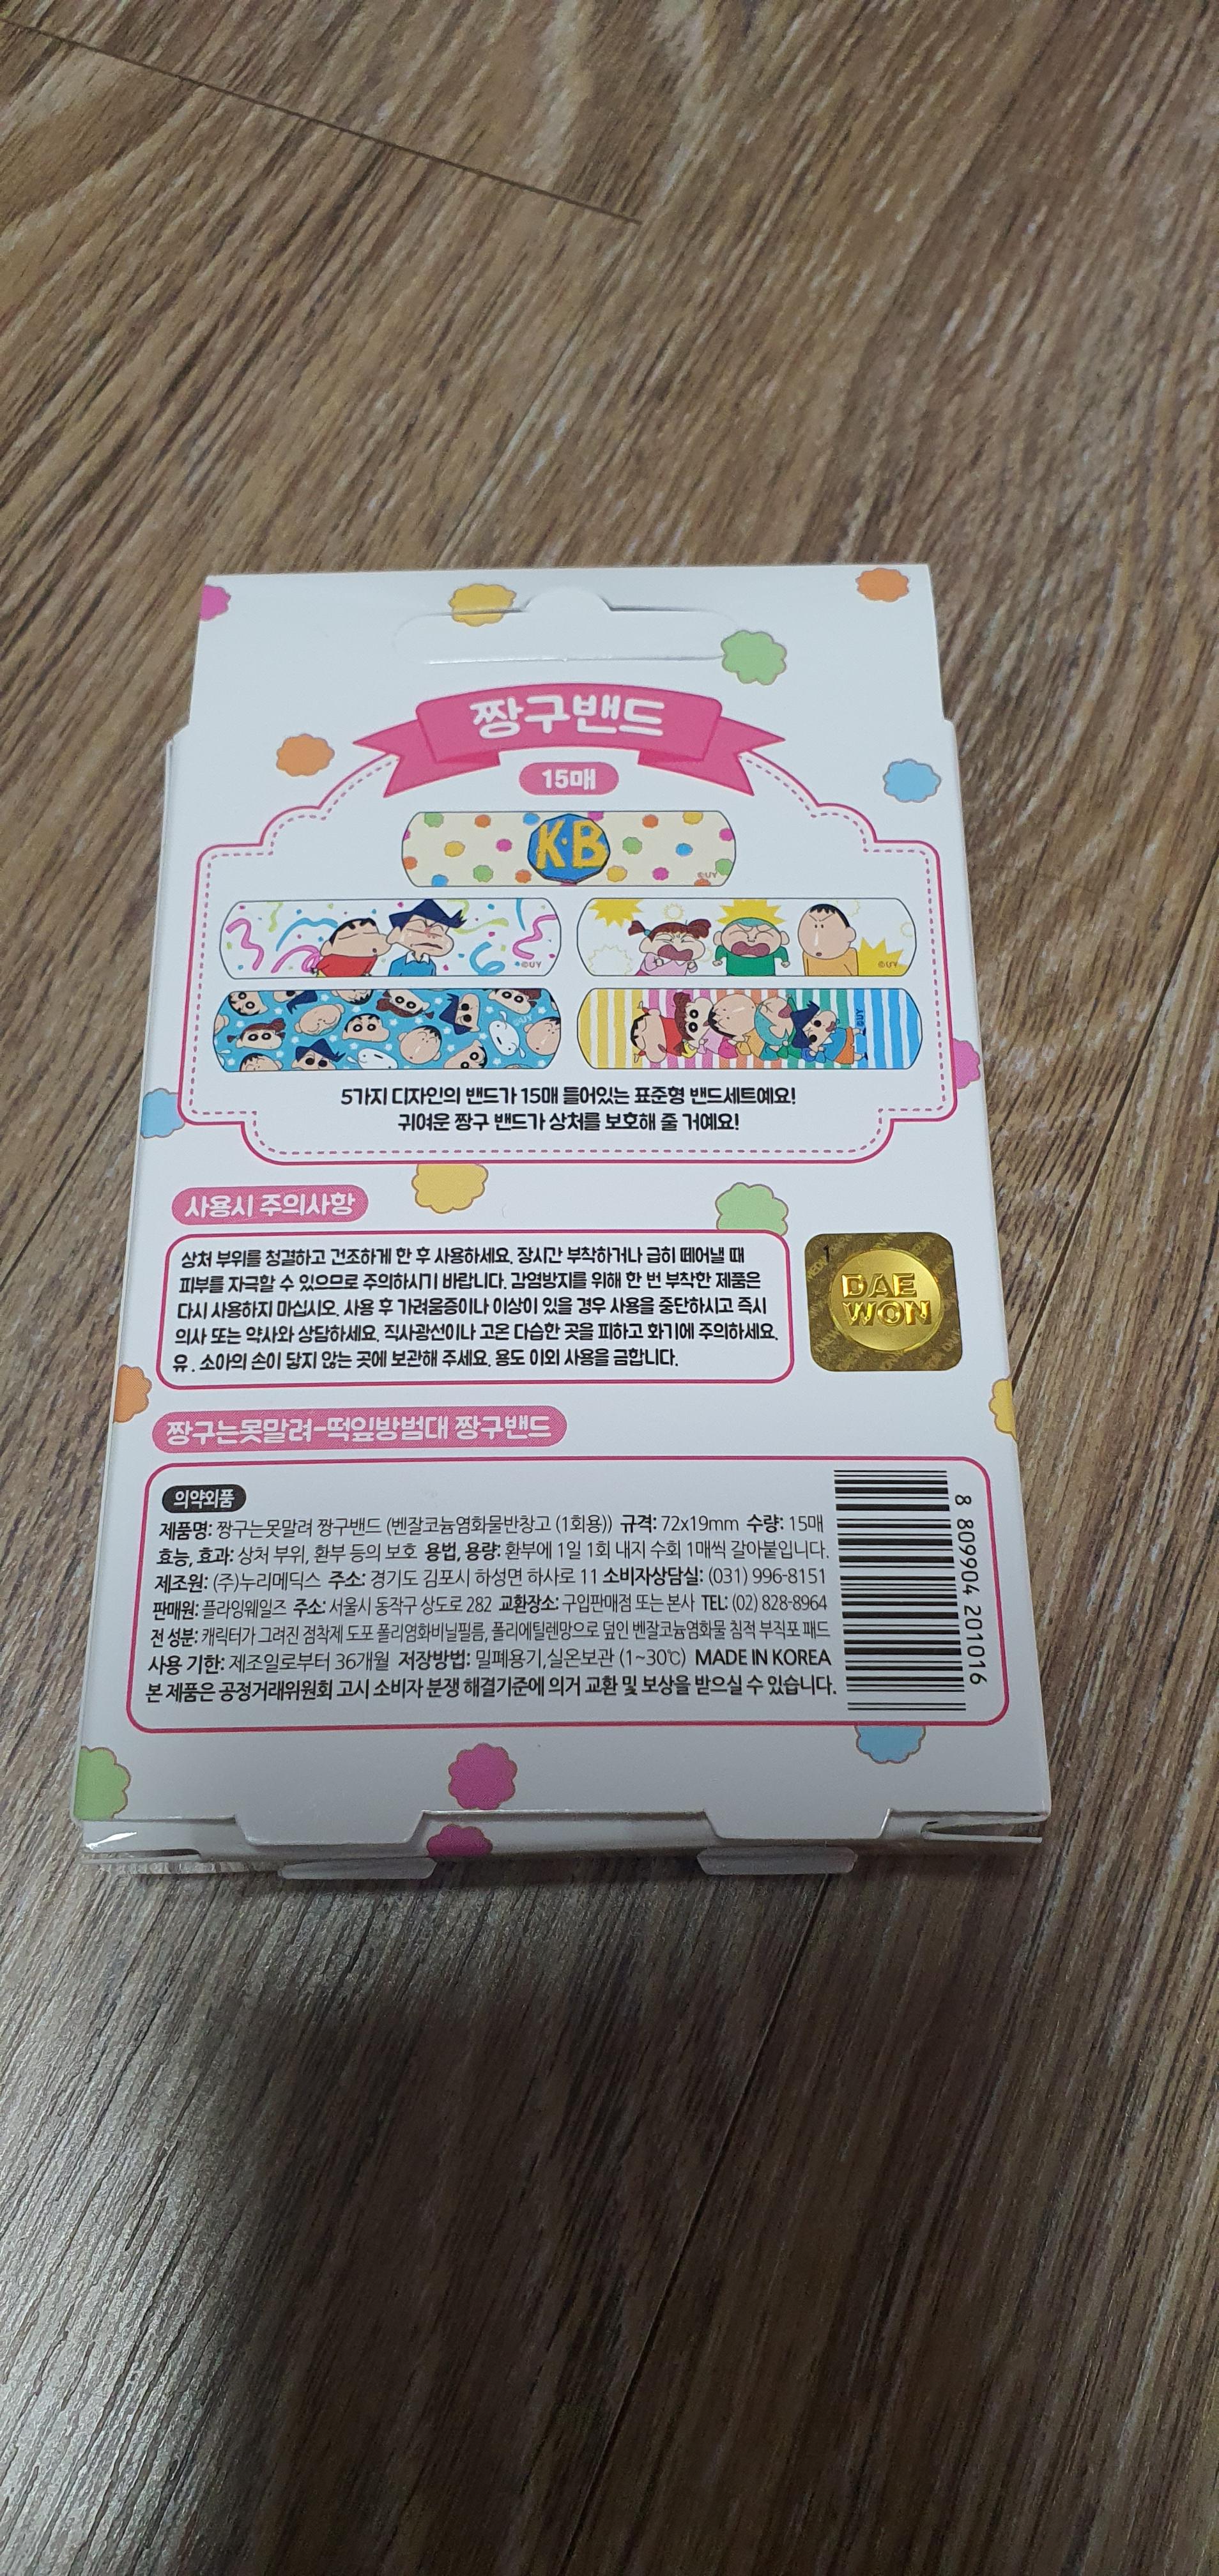 짱구밴드
15매
K·B
©UY
©UY
©UY
©UY
5가지 디자인의 밴드가 15매 들어있는 표준형 밴드세트예요!
귀여운 짱구 밴드가 상처를 보호해 줄 거예요!
사용시 주의사항
상처 부위를 청결하고 건조하게 한 후 사용하세요. 장시간 부착하거나 급히 떼어낼 때
피부를 자극할 수 있으므로 주의하시기 바랍니다. 감염방지를 위해 한 번 부착한 제품은
다시 사용하지 마십시오. 사용 후 가려움증이나 이상이 있을 경우 사용을 중단하시고 즉시
의사 또는 약사와 상담하세요. 직사광선이나 고온 다습한 곳을 피하고 화기에 주의하세요.
유 . 소아의 손이 닿지 않는 곳에 보관해 주세요. 용도 이외 사용을 금합니다.
DAE
WON
짱구는못말려-떡잎방범대 짱구밴드
의약외품
제품명: 짱구는못말려 짱구밴드 (벤잘코늄염화물반창고 (1회용)) 규격: 72x19mm 수량: 15매
효능, 효과: 상처 부위, 환부 등의 보호 용법, 용량: 환부에 1일 1회 내지 수회 1매씩 갈아붙입니다.
제조원: (주)누리메딕스 주소: 경기도 김포시 하성면 하사로 11 소비자상담실: (031) 996-8151
판매원: 플라잉웨일즈 주소: 서울시 동작구 상도로 282 교환장소: 구입판매점 또는 본사 TEL: (02) 828-8964
전 성분: 캐릭터가 그려진 점착제 도포 폴리염화비닐필름, 폴리에틸렌망으로 덮인 벤잘코늄염화물 침적 부직포 패드
사용 기한: 제조일로부터 36개월 저장방법: 밀폐용기,실온보관 (1~30℃) MADE IN KOREA
본 제품은 공정거래위원회 고시 소비자 분쟁 해결기준에 의거 교환 및 보상을 받으실 수 있습니다.
8 809904 201016